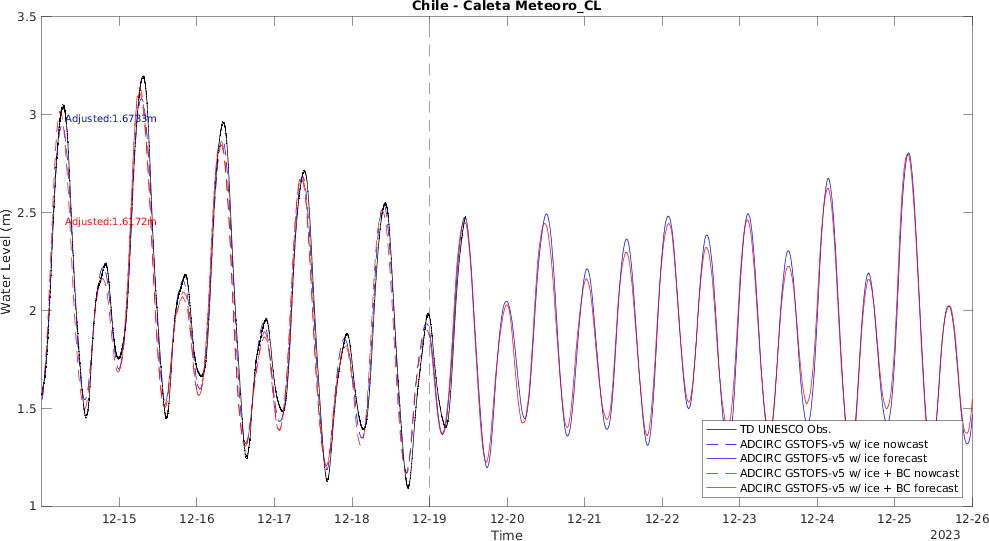 Chile - Caleta Meteoro_CL
3.5
3
2.5
2
1.5
1
Water Level (m)
Adjusted:1.6733m
Adjusted:1.6172m
TD UNESCO Obs.
ADCIRC GSTOFS-v5 w/ ice nowcast
ADCIRC GSTOFS-v5 w/ ice forecast
ADCIRC GSTOFS-v5 w/ ice + BC nowcast
ADCIRC GSTOFS-v5 w/ ice + BC forecast
12-15 12-16 12-17 12-18 12-19 12-20 12-21 12-22 12-23 12-24 12-25 12-26
Time
2023